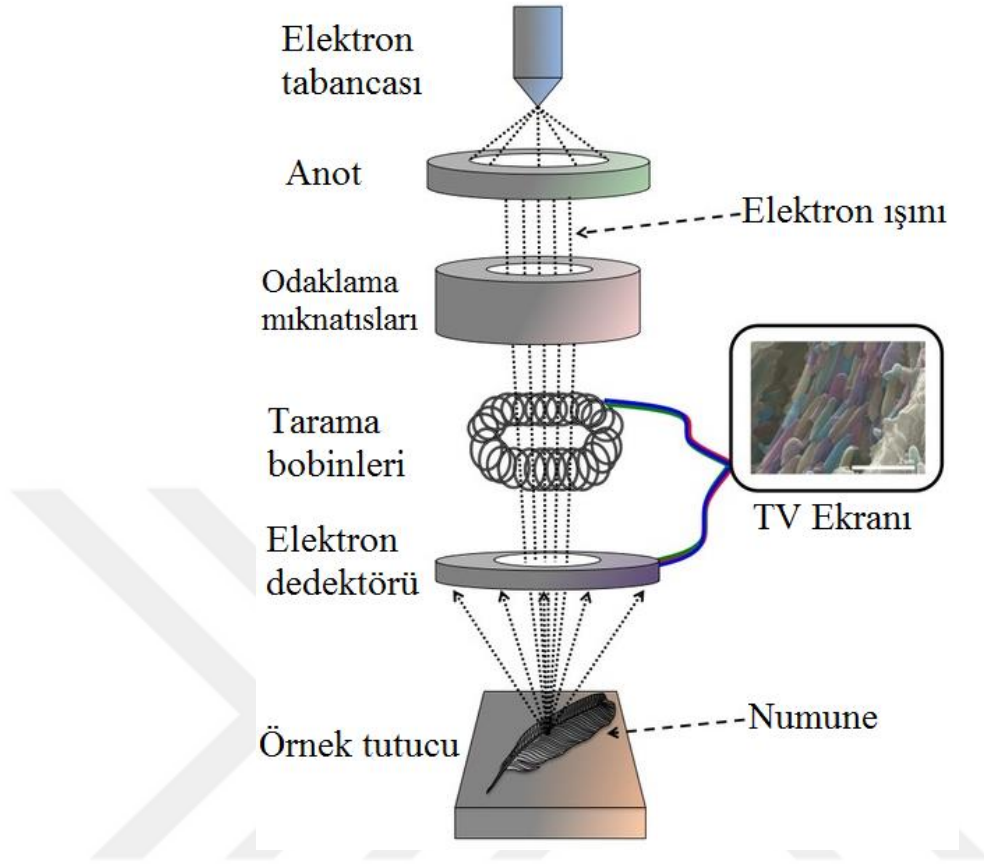 Elektron
tabancası
Anot
Elektron ışını
Odaklama
mıknatısları
Tarama
bobinleri
TV Ekranı
Elektron
dedektörü
Numune
Örnek tutucu